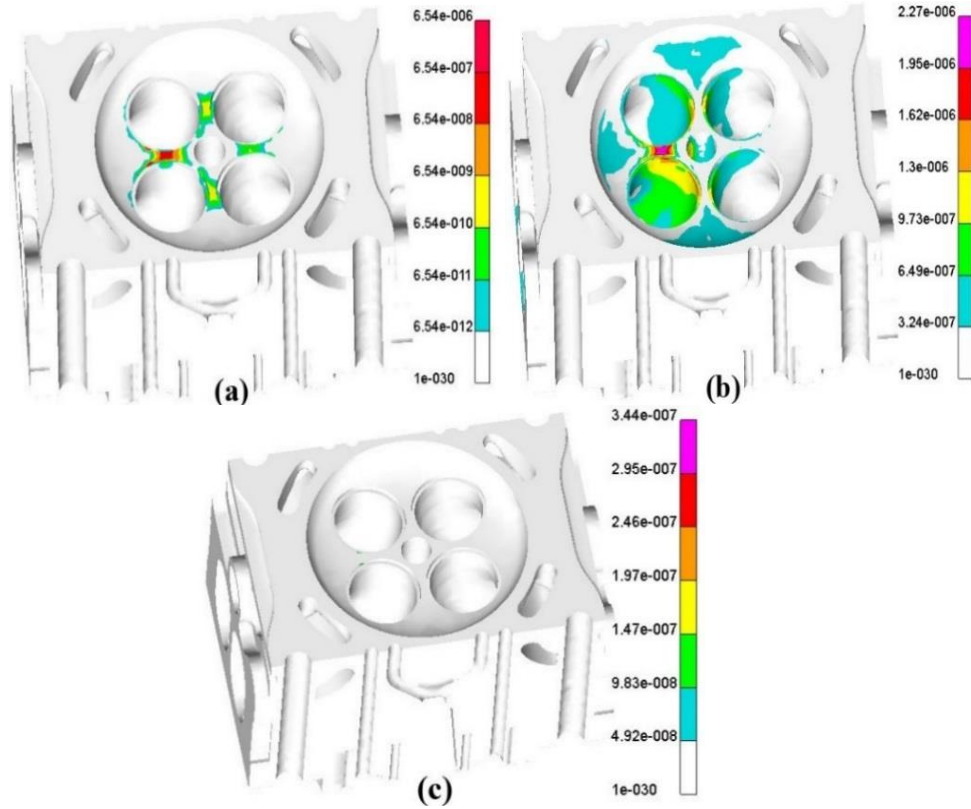 6.54e-006
6.54e-007
6.54e-008
6.54e-009
6.54e-010
6.54e-011
6.54e-012
1e-030
(a)
2.27e-006
1.95e-006
1.62e-006
1.3e-006
9.73e-007
6.49e-007
3.24e-007
1e-030
(b)
3.44e-007
2.95e-007
2.46e-007
1.97e-007
1.47e-007
9.83e-008
4.92e-008
1e-030
(c)